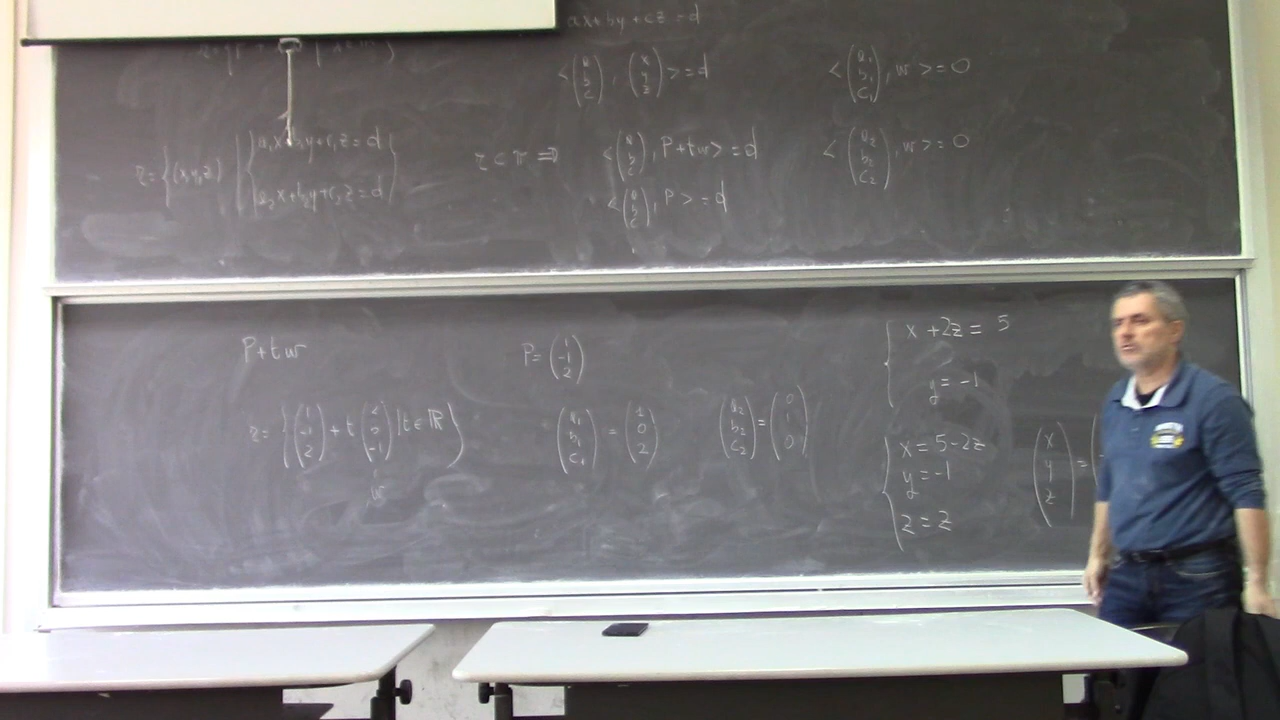 ax+by+cz=d
<(a b c), (x y z)>=d
<(a₁ b₁ c₁), w>=0
r={(x,y,z) | {a₁x+b₁y+c₁z=d
a₂x+b₂y+c₂z=d}
r⊂π ⇒ <(a b c), P+tw>=d
<(a b c), P>=d
<(a₂ b₂ c₂), w>=0
P+tw
P=(1 -1 2)
r={(1 -1 2)+t(2 0 -1)|t∈ℝ}
w
(a₁ b₁ c₁)=(1 0 2)
(a₂ b₂ c₂)=(0 1 0)
{x+2z=5
y=-1
{x=5-2z
y=-1
z=z
(x y z)=